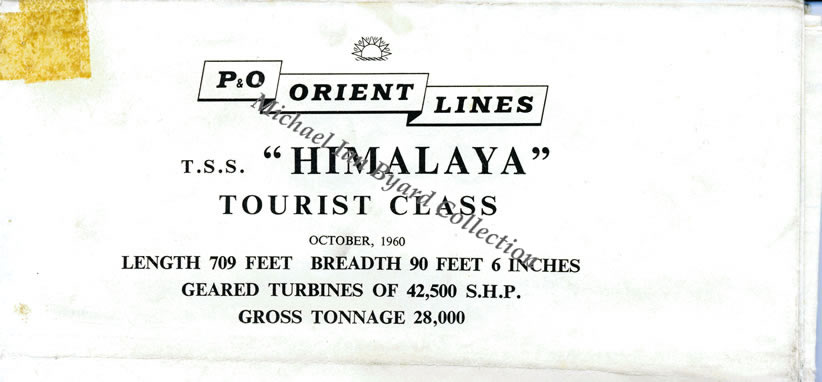 P&O ORIENT LINES
T.S.S. “HIMALAYA”
TOURIST CLASS
OCTOBER, 1960
LENGTH 709 FEET BREADTH 90 FEET 6 INCHES
GEARED TURBINES OF 42,500 S.H.P.
GROSS TONNAGE 28,000
Michael Ian Byard Collection